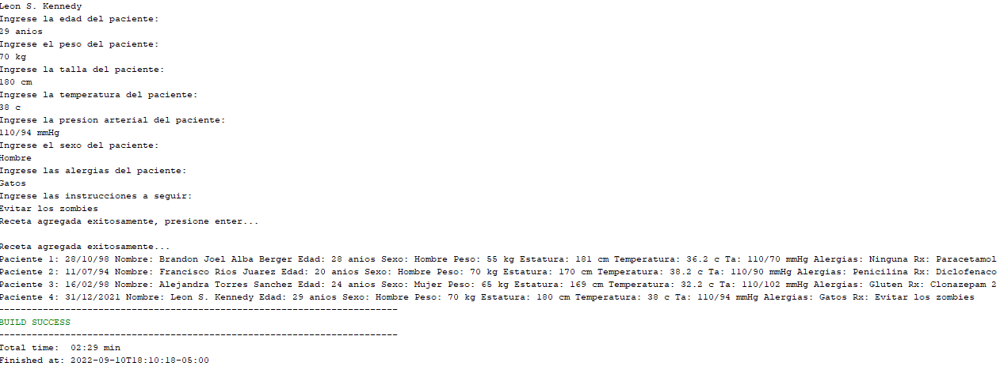 Leon S. Kennedy
Ingrese la edad del paciente:
29 anios
Ingrese el peso del paciente:
70 kg
Ingrese la talla del paciente:
180 cm
Ingrese la temperatura del paciente:
38 c
Ingrese la presion arterial del paciente:
110/94 mmHg
Ingrese el sexo del paciente:
Hombre
Ingrese las alergias del paciente:
Gatos
Ingrese las instrucciones a seguir:
Evitar los zombies
Receta agregada exitosamente, presione enter...

Receta agregada exitosamente...
Paciente 1: 28/10/98 Nombre: Brandon Joel Alba Berger Edad: 28 anios Sexo: Hombre Peso: 55 kg Estatura: 181 cm Temperatura: 36.2 c Ta: 110/70 mmHg Alergias: Ninguna Rx: Paracetamol
Paciente 2: 11/07/94 Nombre: Francisco Rios Juarez Edad: 20 anios Sexo: Hombre Peso: 70 kg Estatura: 170 cm Temperatura: 38.2 c Ta: 110/90 mmHg Alergias: Penicilina Rx: Diclofenaco
Paciente 3: 16/02/98 Nombre: Alejandra Torres Sanchez Edad: 24 anios Sexo: Mujer Peso: 65 kg Estatura: 169 cm Temperatura: 32.2 c Ta: 110/102 mmHg Alergias: Gluten Rx: Clonazepam 2
Paciente 4: 31/12/2021 Nombre: Leon S. Kennedy Edad: 29 anios Sexo: Hombre Peso: 70 kg Estatura: 180 cm Temperatura: 38 c Ta: 110/94 mmHg Alergias: Gatos Rx: Evitar los zombies
------------------------------------------------------------------------
BUILD SUCCESS
------------------------------------------------------------------------
Total time:  02:29 min
Finished at: 2022-09-10T18:10:18-05:00